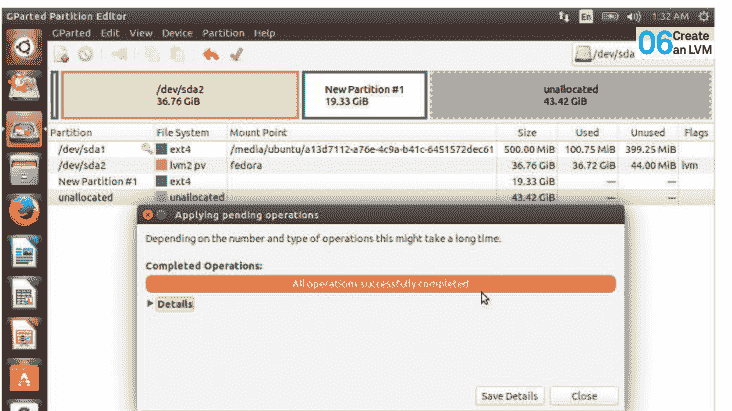 GParted Partition Editor
En
1:32 AM
GParted Edit View Device Partition Help
06 Create
an LVM
/dev/sda
/dev/sda2
36.76 GiB
New Partition #1
19.33 GiB
unallocated
43.42 GiB
Partition File System Mount Point Size Used Unused Flags
/dev/sda1 ext4 /media/ubuntu/a13d7112-a76e-4c9a-b41c-6451572dec61 500.00 MiB 100.75 MiB 399.25 MiB
/dev/sda2 lvm2 pv fedora 36.76 GiB 36.72 GiB 44.00 MiB lvm
New Partition #1 ext4 19.33 GiB — —
unallocated unallocated 43.42 GiB — —
Applying pending operations
Depending on the number and type of operations this might take a long time.
Completed Operations:
All operations successfully completed
Details
Save Details Close